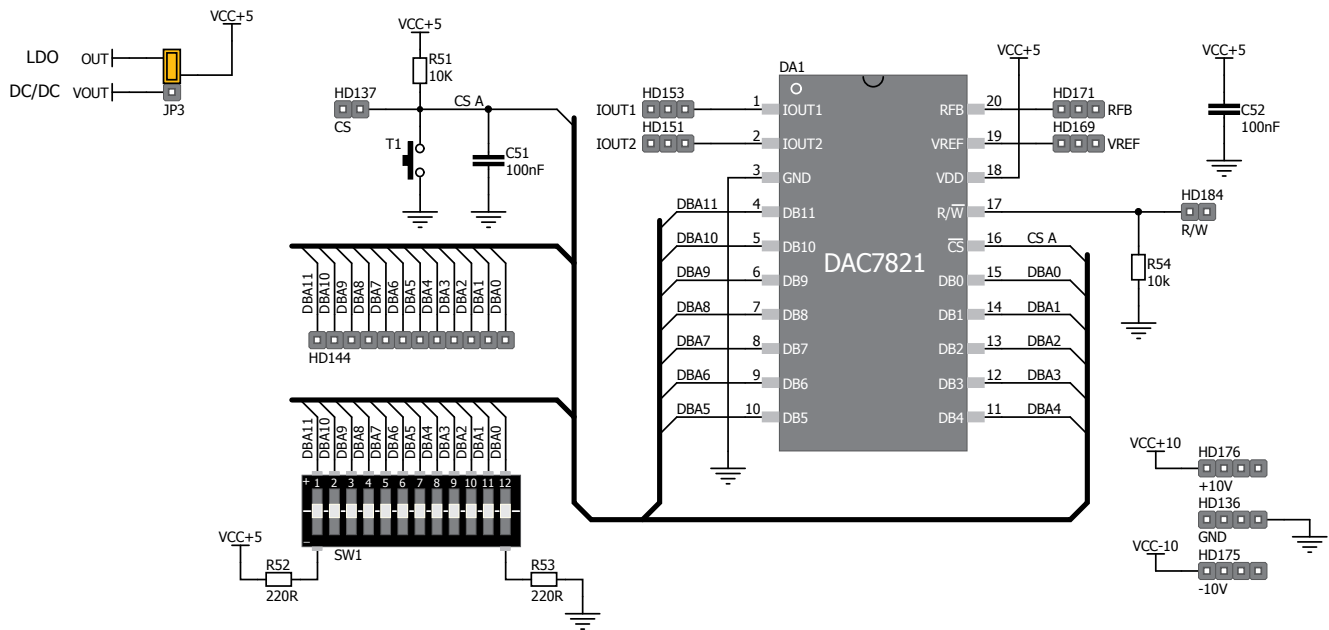 VCC+5
LDO OUT
DC/DC VOUT
JP3
VCC+5
R51
10K
HD137
CS
CS A
T1
C51
100nF
DBA11 DBA10 DBA9 DBA8 DBA7 DBA6 DBA5 DBA4 DBA3 DBA2 DBA1 DBA0
HD144
DBA11 DBA10 DBA9 DBA8 DBA7 DBA6 DBA5 DBA4 DBA3 DBA2 DBA1 DBA0
+ 1 2 3 4 5 6 7 8 9 10 11 12
_
SW1
VCC+5
R52
220R
R53
220R
DA1
DAC7821
IOUT1 HD153 1 IOUT1
IOUT2 HD151 2 IOUT2
3 GND
DBA11 4 DB11
DBA10 5 DB10
DBA9 6 DB9
DBA8 7 DB8
DBA7 8 DB7
DBA6 9 DB6
DBA5 10 DB5
VCC+5
RFB 20 HD171 RFB
VREF 19 HD169 VREF
VDD 18
R/W 17
CS 16 CS A
DB0 15 DBA0
DB1 14 DBA1
DB2 13 DBA2
DB3 12 DBA3
DB4 11 DBA4
HD184
R/W
R54
10k
VCC+5
C52
100nF
VCC+10
HD176
+10V
HD136
GND
VCC-10
HD175
-10V